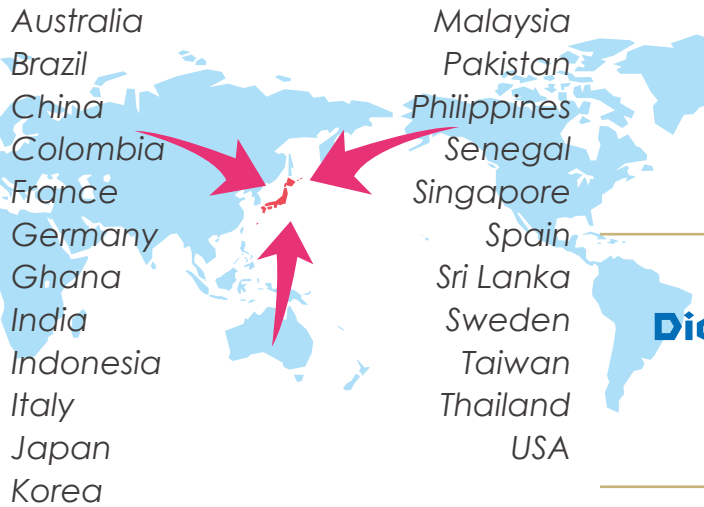 Australia
Brazil
China
Colombia
France
Germany
Ghana
India
Indonesia
Italy
Japan
Korea
Malaysia
Pakistan
Philippines
Senegal
Singapore
Spain
Sri Lanka
Sweden
Taiwan
Thailand
USA